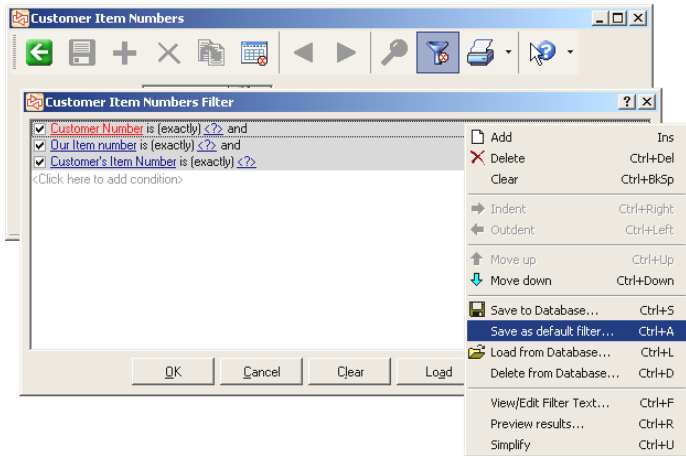 Customer Item Numbers
Customer Item Numbers Filter
Customer Number is (exactly) <?> and
Our Item number is (exactly) <?> and
Customer's Item Number is (exactly) <?>
<Click here to add condition>
OK Cancel Clear Load
Add Ins
Delete Ctrl+Del
Clear Ctrl+BkSp
Indent Ctrl+Right
Outdent Ctrl+Left
Move up Ctrl+Up
Move down Ctrl+Down
Save to Database... Ctrl+S
Save as default filter... Ctrl+A
Load from Database... Ctrl+L
Delete from Database... Ctrl+D
View/Edit Filter Text... Ctrl+F
Preview results... Ctrl+R
Simplify Ctrl+U